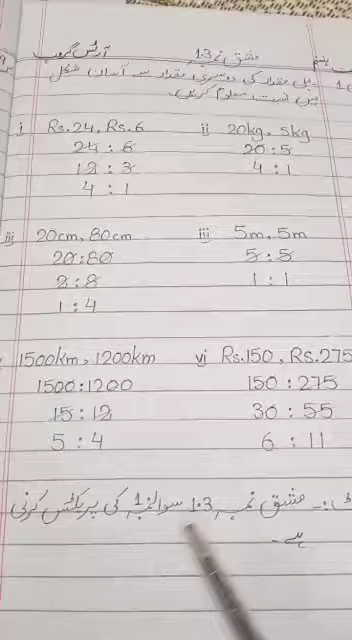 مشق نمبر 1.3 آرٹس گروپ
پہلی مقدار کی دوسری مقدار سے آسان شکل
میں نسبت معلوم کریں۔
i Rs.24, Rs.6 ii 20kg, 5kg
24 : 6 20 : 5
12 : 3 4 : 1
4 : 1
iii 20cm, 80cm iii 5m, 5m
20:80 5 : 5
2 : 8 1 : 1
1 : 4
1500km, 1200km vi Rs.150, Rs.275
1500:1200 150 : 275
15 : 12 30 : 55
5 : 4 6 : 11
مشق نمبر 1.3 سوال نمبر 1 کی پریکٹس کرنی
ہے۔